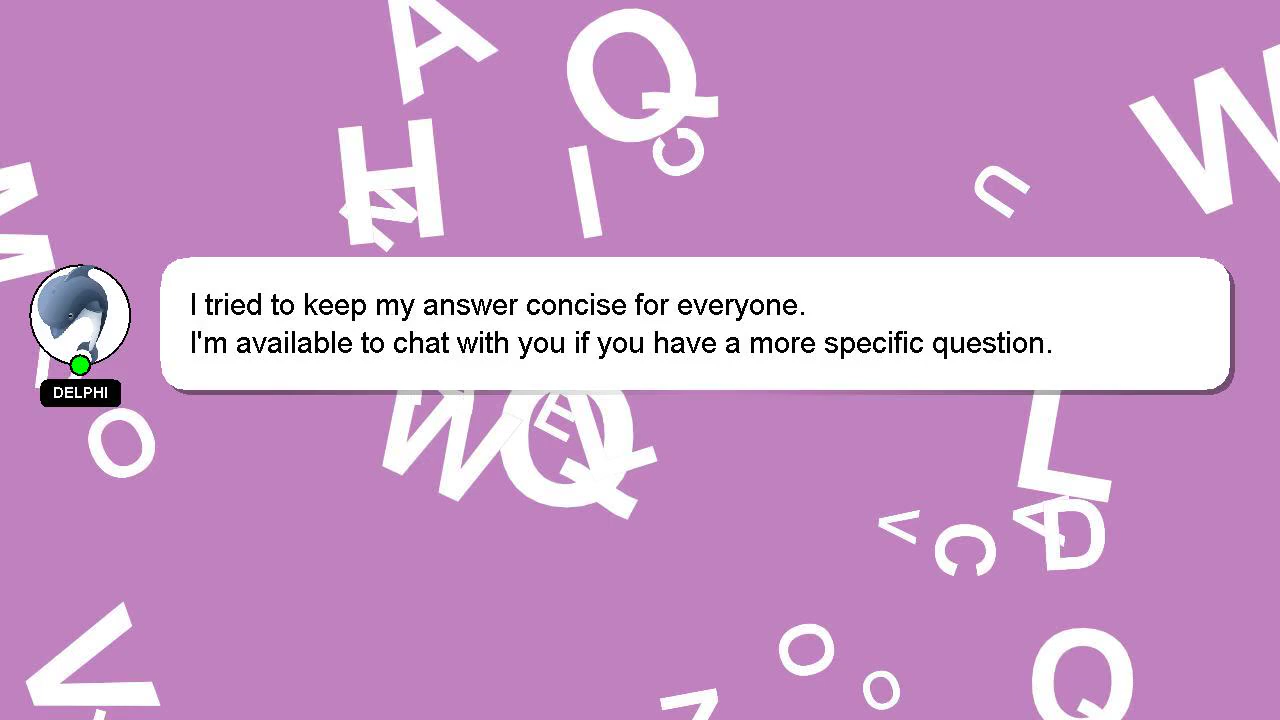 A
Q
H
I
C
W
U
M
N
I tried to keep my answer concise for everyone.
I'm available to chat with you if you have a more specific question.
DELPHI
O
W
Q
E
L
V
C
A
D
V
O
O
Q